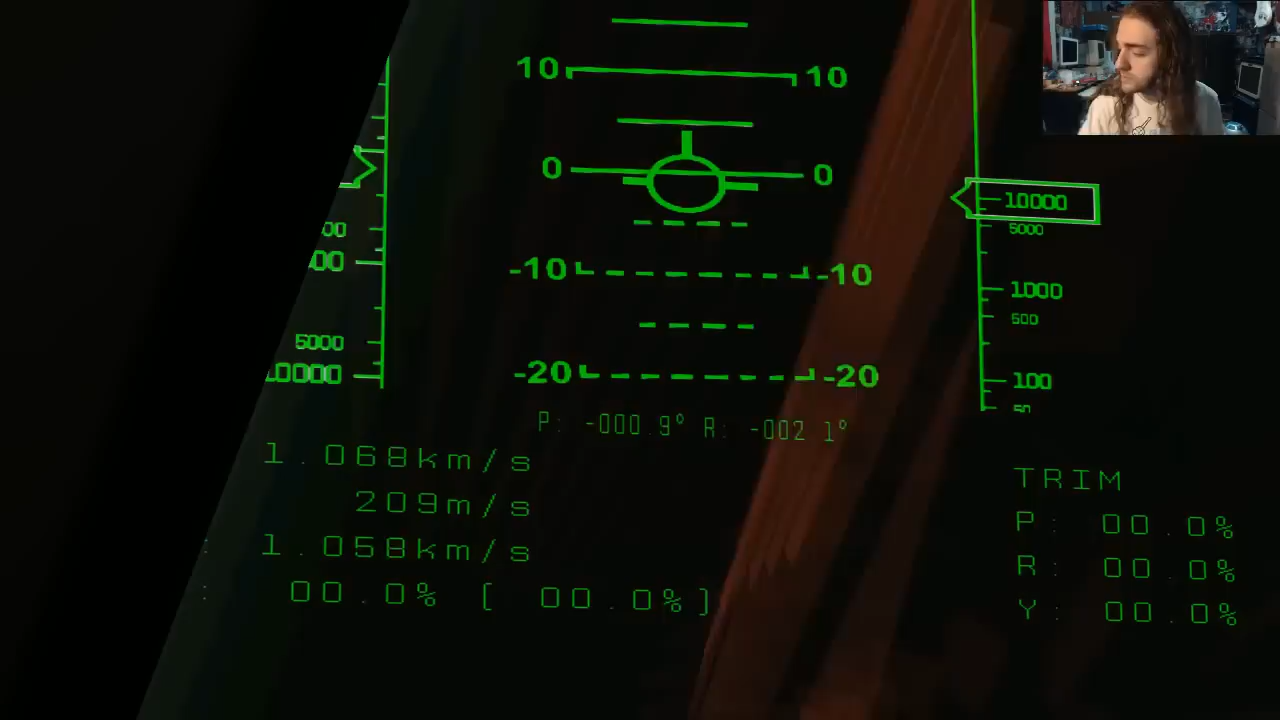 10 10
0 0
10000
00
5000
00
-10 -10
1000
500
5000
10000
-20 -20
100
50
P: -000.9° R: -002 1°
1.068km/s
209m/s
: 1.058km/s
: 00.0% [ 00.0%]
TRIM
P: 00.0%
R: 00.0%
Y: 00.0%